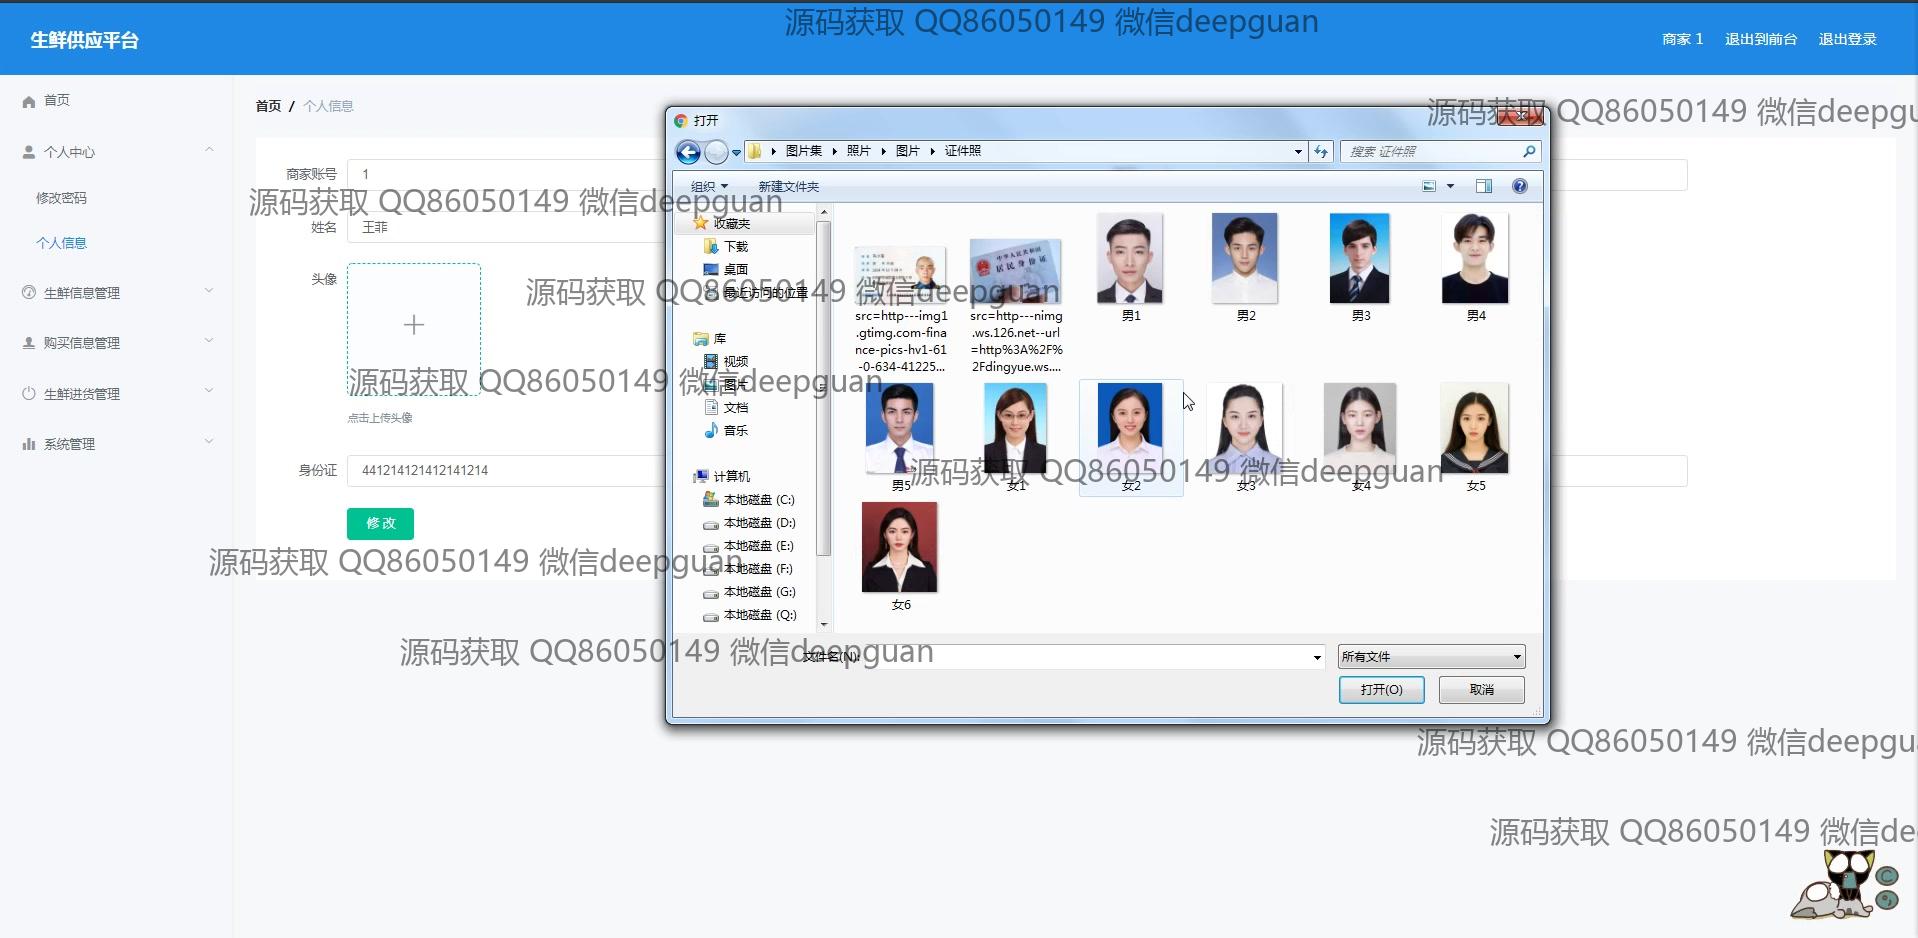 源码获取 QQ86050149 微信deepguan
生鲜供应平台
商家 1
退出到前台
退出登录
首页
个人中心
修改密码
个人信息
生鲜信息管理
购买信息管理
生鲜进货管理
系统管理
首页 / 个人信息
源码获取 QQ86050149 微信deepgu
商家账号
1
源码获取 QQ86050149 微信deepguan
姓名
王菲
头像
源码获取 QQ86050149 微信deepguan
源码获取 QQ86050149 微信deepguan
点击上传头像
身份证
441214121412141214
源码获取 QQ86050149 微信deepguan
修改
源码获取 QQ86050149 微信deepguan
打开
图片集
照片
图片
证件照
搜索 证件照
组织
新建文件夹
收藏夹
下载
桌面
最近访问的位置
库
视频
图片
文档
音乐
计算机
本地磁盘 (C:)
本地磁盘 (D:)
本地磁盘 (E:)
本地磁盘 (F:)
本地磁盘 (G:)
本地磁盘 (Q:)
中华人民共和国
居民身份证
src=http---img1
.gtimg.com-fina
nce-pics-hv1-61
-0-634-41225...
src=http---nimg
.ws.126.net--url
=http%3A%2F%
2Fdingyue.ws....
男1
男2
男3
男4
男5
女1
女2
女3
女4
女5
女6
文件名(N):
所有文件
打开(O)
取消
源码获取 QQ86050149 微信deepguan
源码获取 QQ86050149 微信deepgu
源码获取 QQ86050149 微信de